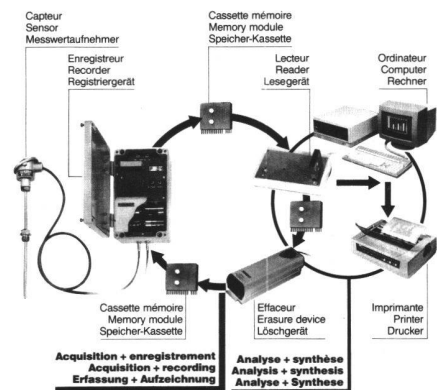 Capteur
Sensor
Messwertaufnehmer
Enregistreur
Recorder
Registriergerät
Cassette mémoire
Memory module
Speicher-Kassette
Lecteur
Reader
Lesegerät
Ordinateur
Computer
Rechner
Cassette mémoire
Memory module
Speicher-Kassette
Effaceur
Erasure device
Löschgerät
Imprimante
Printer
Drucker
Acquisition + enregistrement
Acquisition + recording
Erfassung + Aufzeichnung
Analyse + synthèse
Analysis + synthesis
Analyse + Synthese